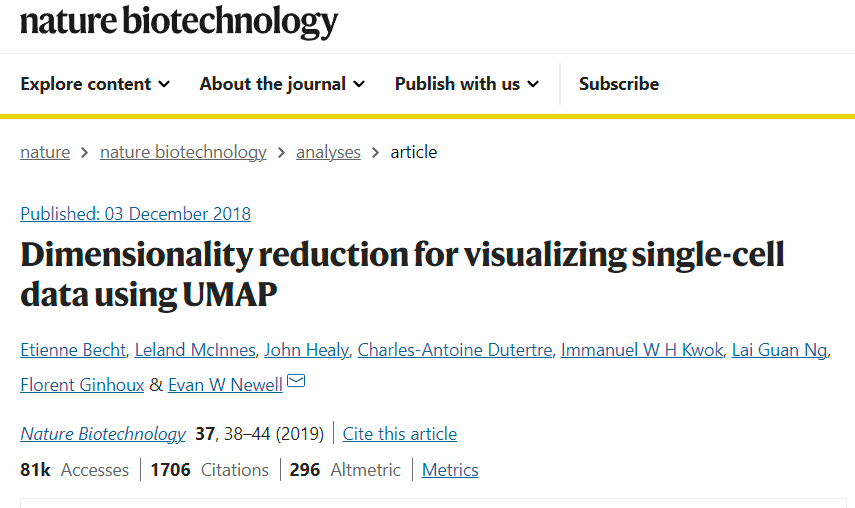 nature biotechnology
Explore content About the journal Publish with us Subscribe
nature > nature biotechnology > analyses > article
Published: 03 December 2018
Dimensionality reduction for visualizing single-cell
data using UMAP
Etienne Becht, Leland McInnes, John Healy, Charles-Antoine Dutertre, Immanuel W H Kwok, Lai Guan Ng,
Florent Ginhoux & Evan W Newell
Nature Biotechnology 37, 38–44 (2019) | Cite this article
81k Accesses | 1706 Citations | 296 Altmetric | Metrics